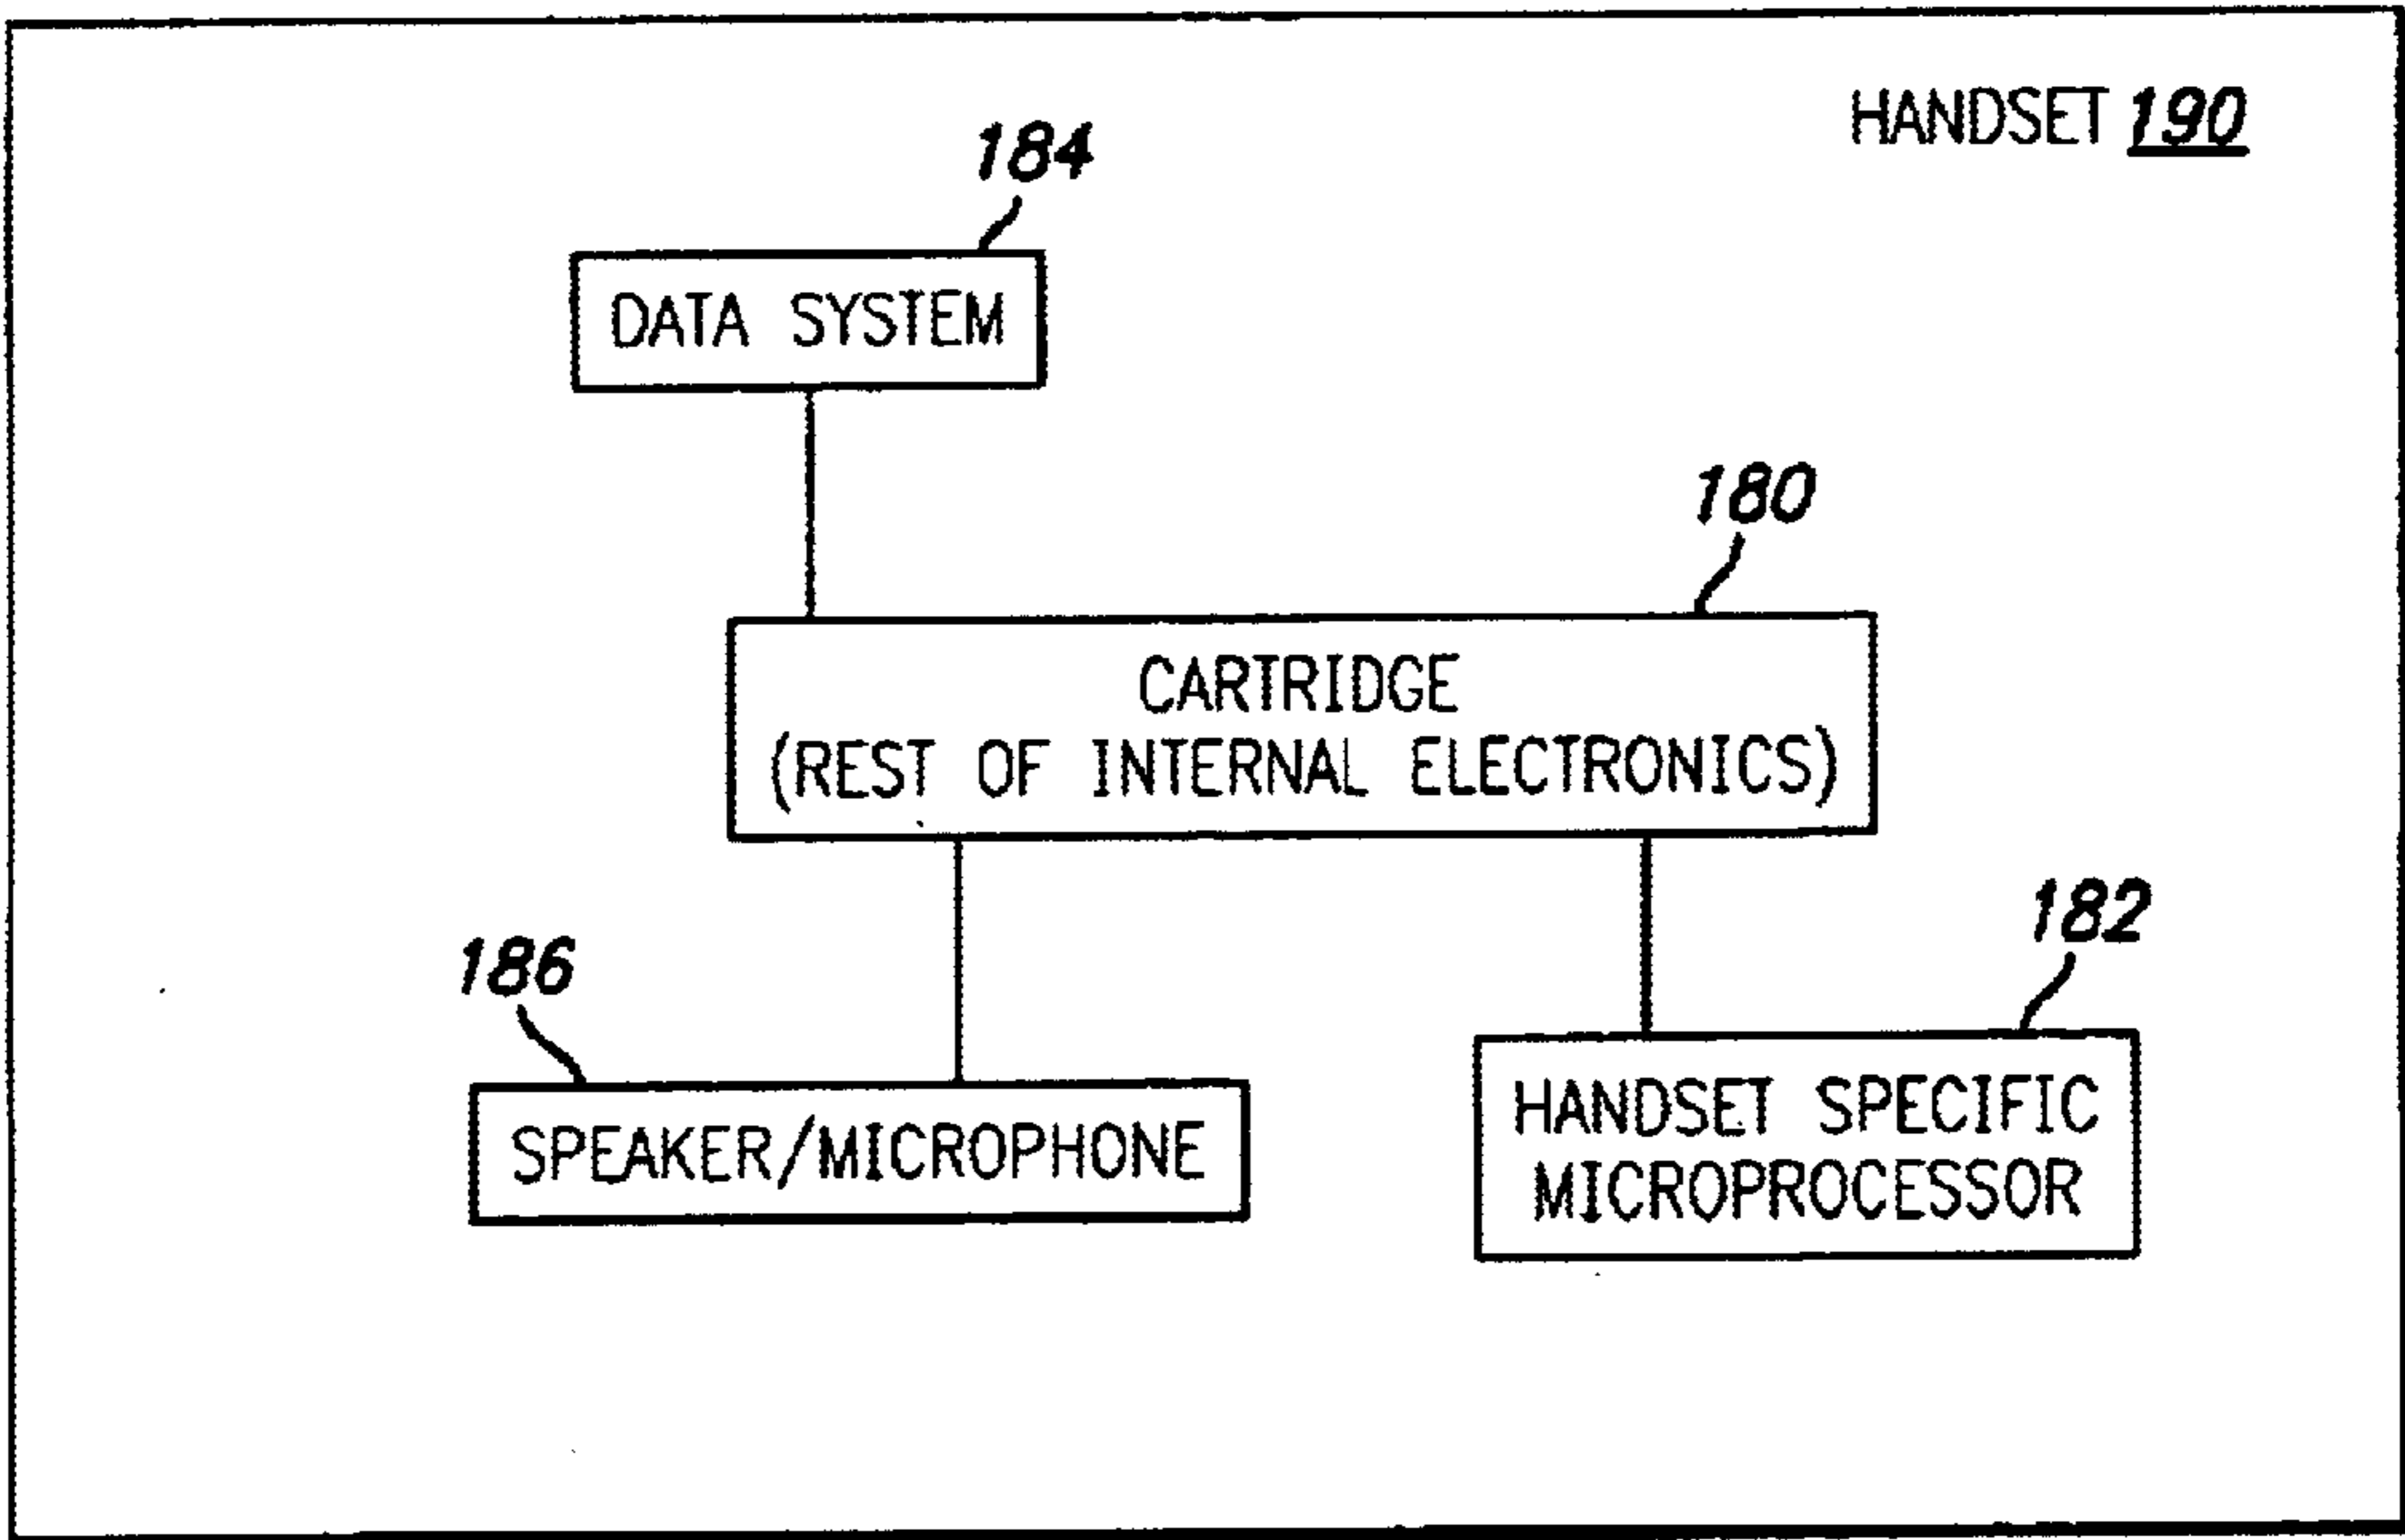 HANDSET 190
184
DATA SYSTEM
180
CARTRIDGE
(REST OF INTERNAL ELECTRONICS)
186
SPEAKER/MICROPHONE
182
HANDSET SPECIFIC
MICROPROCESSOR